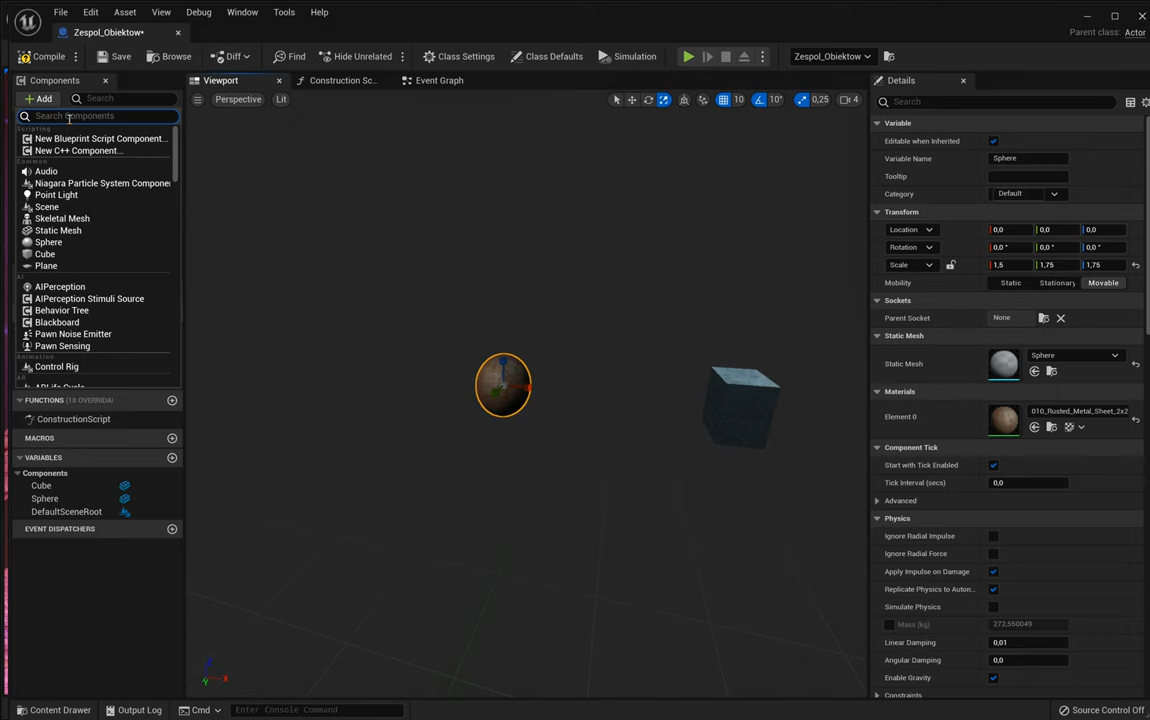 File Edit Asset View Debug Window Tools Help
Zespol_Obiektow*
Parent class: Actor
Compile Save Browse Diff Find Hide Unrelated Class Settings Class Defaults Simulation Zespol_Obiektow
Components Viewport Construction Sc... Event Graph Details
Add Search Perspective Lit 10 10° 0,25 4 Search
Search Components
Variable
Scripting
New Blueprint Script Component...
Editable when Inherited
New C++ Component...
Variable Name Sphere
Common
Audio
Tooltip
Niagara Particle System Compone
Point Light
Category Default
Scene
Transform
Skeletal Mesh
Static Mesh
Location 0,0 0,0 0,0
Sphere
Rotation 0,0 ° 0,0 ° 0,0 °
Cube
Plane
Scale 1,5 1,75 1,75
AI
AIPerception
Mobility Static Stationary Movable
AIPerception Stimuli Source
Sockets
Behavior Tree
Parent Socket None
Blackboard
Pawn Noise Emitter
Static Mesh
Pawn Sensing
Sphere
Animation
Control Rig
Static Mesh
AR
Materials
FUNCTIONS (18 OVERRIDA
010_Rusted_Metal_Sheet_2x2
ConstructionScript
Element 0
MACROS
Component Tick
VARIABLES
Start with Tick Enabled
Components
Tick Interval (secs) 0,0
Cube
Sphere
Advanced
DefaultSceneRoot
Physics
EVENT DISPATCHERS
Ignore Radial Impulse
Ignore Radial Force
Apply Impulse on Damage
Replicate Physics to Auton...
Simulate Physics
Mass (kg) 272,550049
Linear Damping 0,01
Angular Damping 0,0
Enable Gravity
Z
X
Y
Constraints
Content Drawer Output Log Cmd Enter Console Command Source Control Off